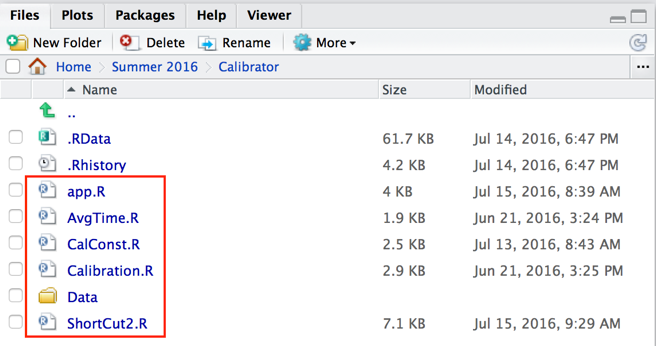 Files Plots Packages Help Viewer
New Folder Delete Rename More
Home Summer 2016 Calibrator ...
Name Size Modified
..
.RData 61.7 KB Jul 14, 2016, 6:47 PM
.Rhistory 4.2 KB Jul 14, 2016, 6:47 PM
app.R 4 KB Jul 15, 2016, 8:39 AM
AvgTime.R 1.9 KB Jun 21, 2016, 3:24 PM
CalConst.R 2.5 KB Jul 13, 2016, 8:43 AM
Calibration.R 2.9 KB Jun 21, 2016, 3:25 PM
Data
ShortCut2.R 7.1 KB Jul 15, 2016, 9:29 AM